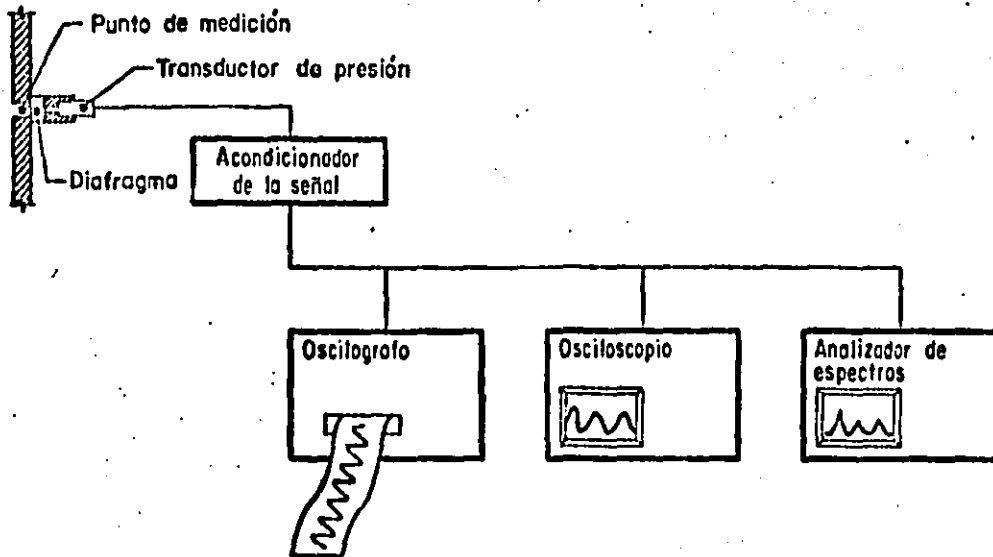 Punto de medición
Transductor de presión
Diafragma
Acondicionador
de la señal
Oscilografo
Osciloscopio
Analizador de
espectros